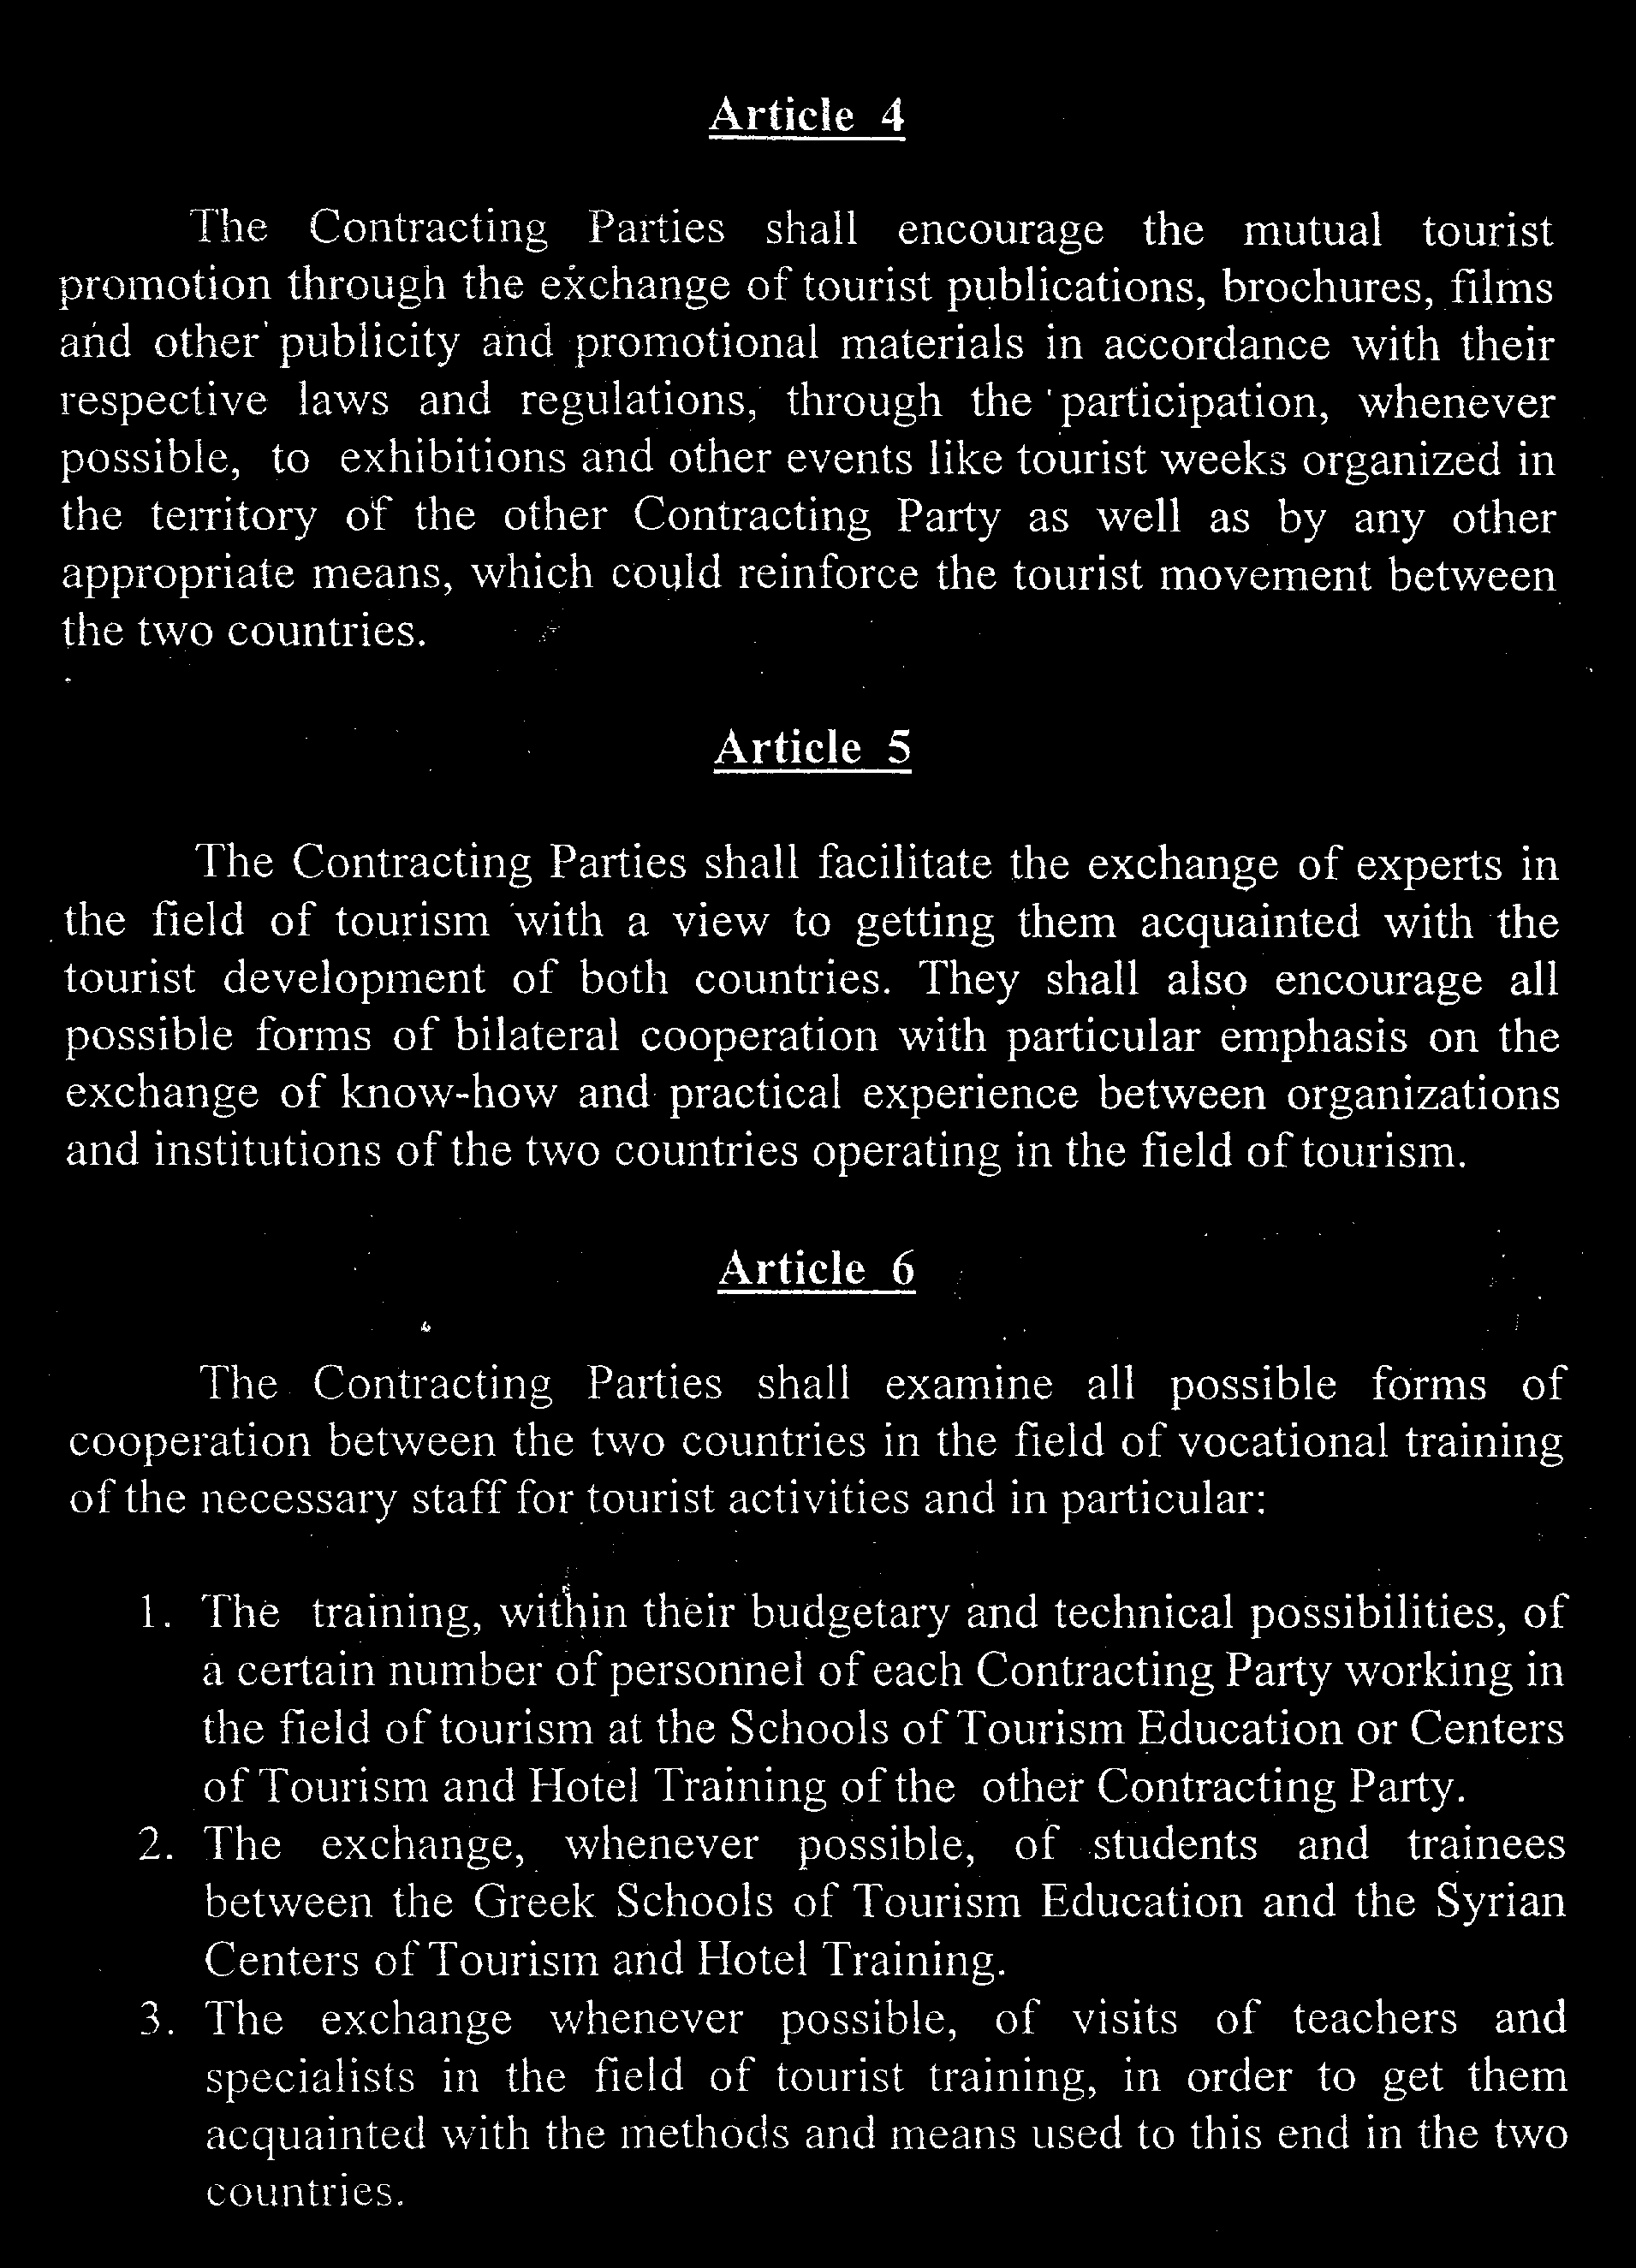 Article 4
The Contracting Parties shall encourage the mutual tourist
promotion through the exchange of tourist publications, brochures, films
and other publicity and promotional materials in accordance with their
respective laws and regulations, through the participation, whenever
possible, to exhibitions and other events like tourist weeks organized in
the territory of the other Contracting Party as well as by any other
appropriate means, which could reinforce the tourist movement between
the two countries.
Article 5
The Contracting Parties shall facilitate the exchange of experts in
the field of tourism with a view to getting them acquainted with the
tourist development of both countries. They shall also encourage all
possible forms of bilateral cooperation with particular emphasis on the
exchange of know-how and practical experience between organizations
and institutions of the two countries operating in the field of tourism.
Article 6
The Contracting Parties shall examine all possible forms of
cooperation between the two countries in the field of vocational training
of the necessary staff for tourist activities and in particular:
1. The training, within their budgetary and technical possibilities, of
a certain number of personnel of each Contracting Party working in
the field of tourism at the Schools of Tourism Education or Centers
of Tourism and Hotel Training of the other Contracting Party.
2. The exchange, whenever possible, of students and trainees
between the Greek Schools of Tourism Education and the Syrian
Centers of Tourism and Hotel Training.
3. The exchange whenever possible, of visits of teachers and
specialists in the field of tourist training, in order to get them
acquainted with the methods and means used to this end in the two
countries.